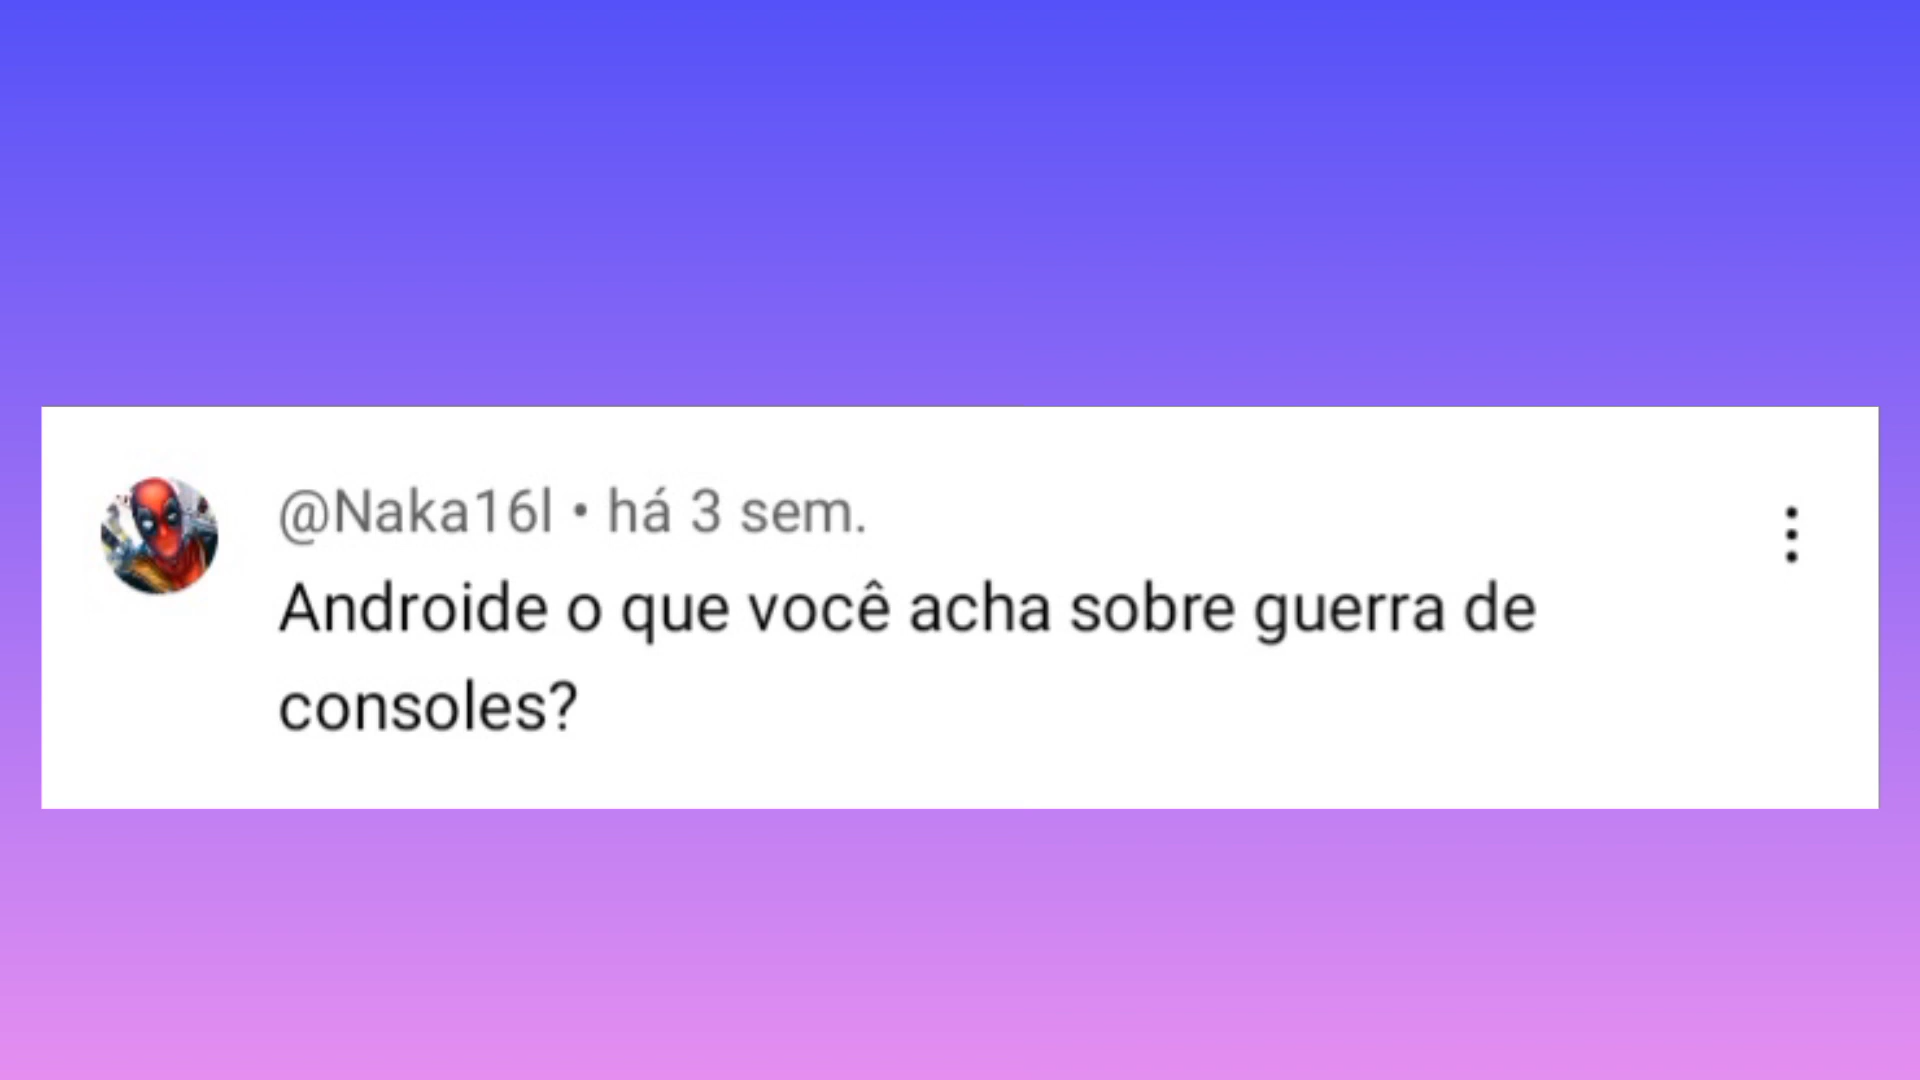 @Naka16l • há 3 sem.
Androide o que você acha sobre guerra de
consoles?